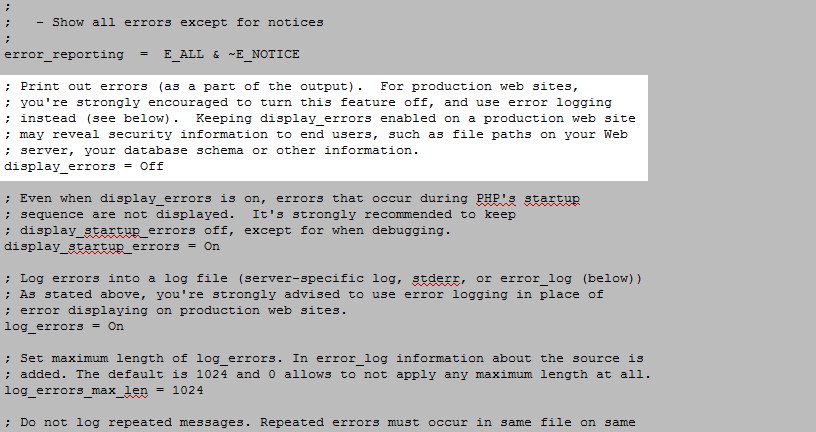 ;
;   - Show all errors except for notices
;
error_reporting  =  E_ALL & ~E_NOTICE
; Print out errors (as a part of the output).  For production web sites,
; you're strongly encouraged to turn this feature off, and use error logging
; instead (see below).  Keeping display_errors enabled on a production web site
; may reveal security information to end users, such as file paths on your Web
; server, your database schema or other information.
display_errors = Off
; Even when display_errors is on, errors that occur during PHP's startup
; sequence are not displayed.  It's strongly recommended to keep
; display_startup_errors off, except for when debugging.
display_startup_errors = On
; Log errors into a log file (server-specific log, stderr, or error_log (below))
; As stated above, you're strongly advised to use error logging in place of
; error displaying on production web sites.
log_errors = On
; Set maximum length of log_errors. In error_log information about the source is
; added. The default is 1024 and 0 allows to not apply any maximum length at all.
log_errors_max_len = 1024
; Do not log repeated messages. Repeated errors must occur in same file on same